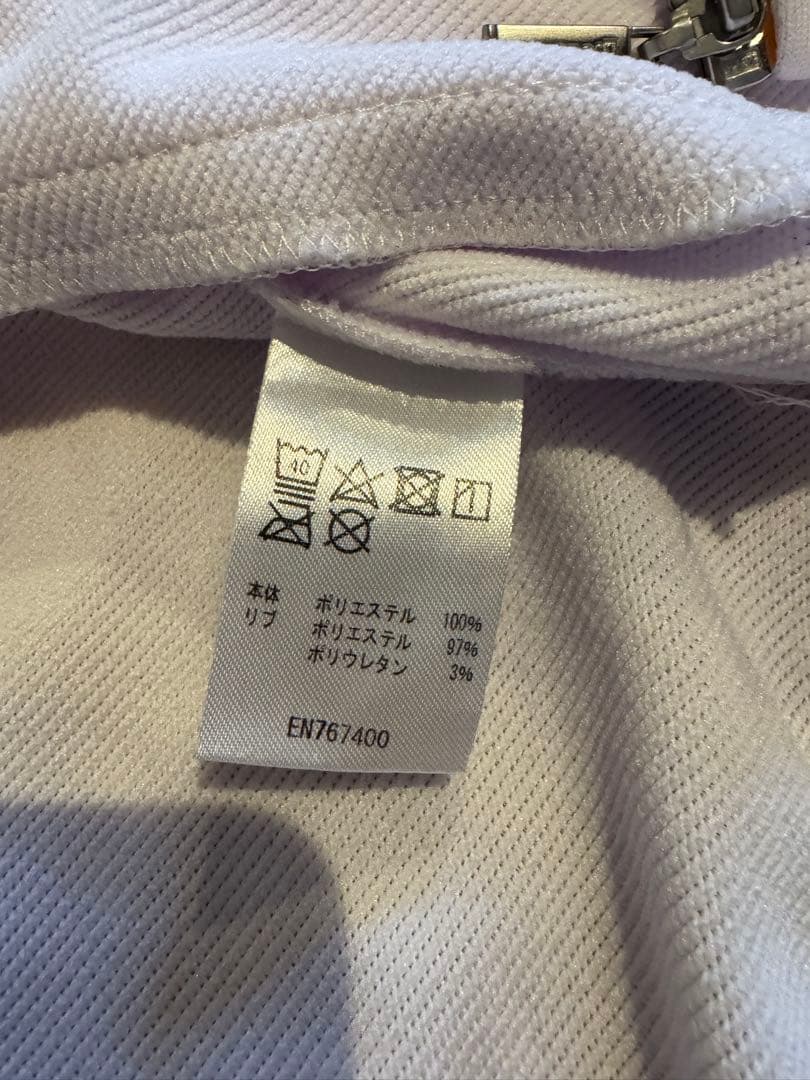 40
本体 ポリエステル 100%
リブ ポリエステル 97%
ポリウレタン 3%
EN767400